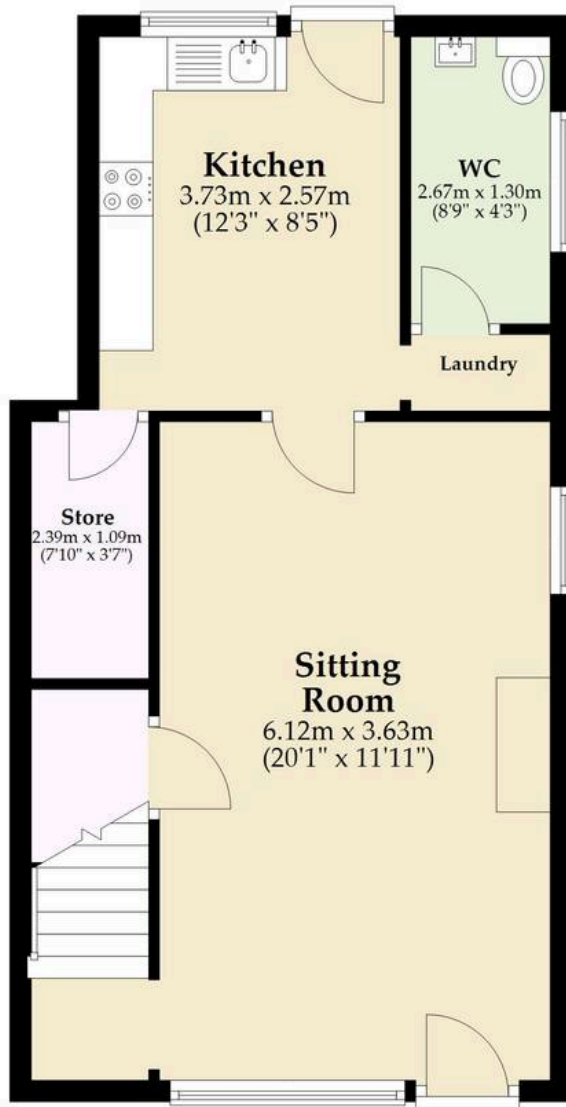 Kitchen
3.73m x 2.57m
(12'3" x 8'5")
WC
2.67m x 1.30m
(8'9" x 4'3")
Laundry
Store
2.39m x 1.09m
(7'10" x 3'7")
Sitting
Room
6.12m x 3.63m
(20'1" x 11'11")